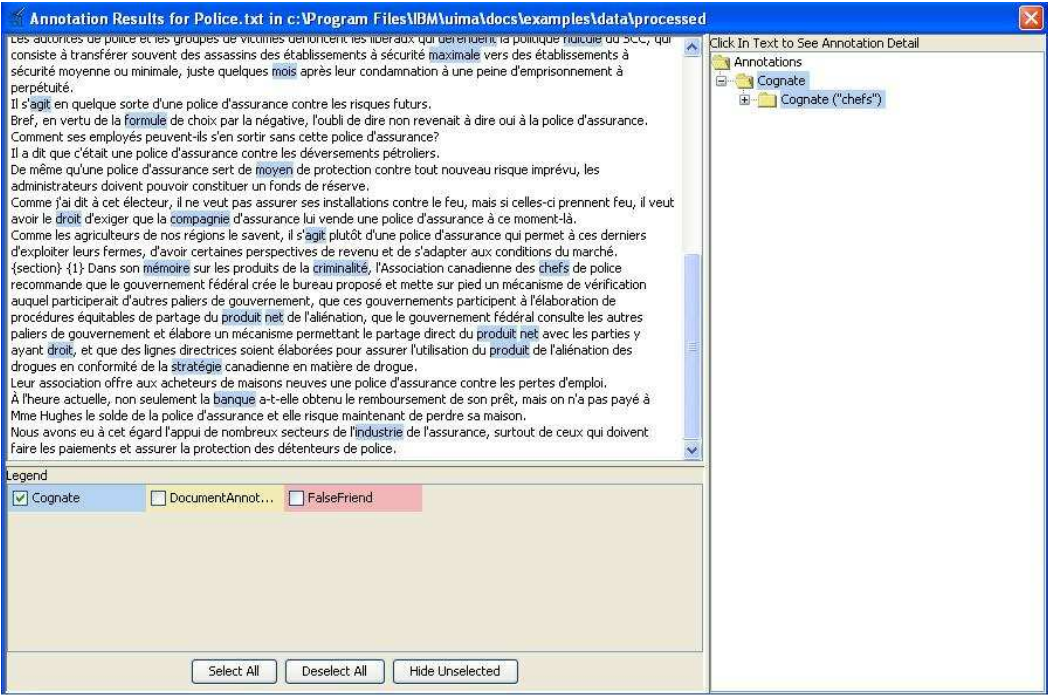 Annotation Results for Police.txt in c:\Program Files\IBM\uima\docs\examples\data\processed
Les autorités de police et les groupes de victimes dénoncent les libéraux qui défendent la politique ridicule du SCC, qui
consiste à transférer souvent des assassins des établissements à sécurité maximale vers des établissements à
sécurité moyenne ou minimale, juste quelques mois après leur condamnation à une peine d'emprisonnement à
perpétuité.
Il s'agit en quelque sorte d'une police d'assurance contre les risques futurs.
Bref, en vertu de la formule de choix par la négative, l'oubli de dire non revenait à dire oui à la police d'assurance.
Comment ses employés peuvent-ils s'en sortir sans cette police d'assurance?
Il a dit que c'était une police d'assurance contre les déversements pétroliers.
De même qu'une police d'assurance sert de moyen de protection contre tout nouveau risque imprévu, les
administrateurs doivent pouvoir constituer un fonds de réserve.
Comme j'ai dit à cet électeur, il ne veut pas assurer ses installations contre le feu, mais si celles-ci prennent feu, il veut
avoir le droit d'exiger que la compagnie d'assurance lui vende une police d'assurance à ce moment-là.
Comme les agriculteurs de nos régions le savent, il s'agit plutôt d'une police d'assurance qui permet à ces derniers
d'exploiter leurs fermes, d'avoir certaines perspectives de revenu et de s'adapter aux conditions du marché.
{section} {1} Dans son mémoire sur les produits de la criminalité, l'Association canadienne des chefs de police
recommande que le gouvernement fédéral crée le bureau proposé et mette sur pied un mécanisme de vérification
auquel participerait d'autres paliers de gouvernement, que ces gouvernements participent à l'élaboration de
procédures équitables de partage du produit net de l'aliénation, que le gouvernement fédéral consulte les autres
paliers de gouvernement et élabore un mécanisme permettant le partage direct du produit net avec les parties y
ayant droit, et que des lignes directrices soient élaborées pour assurer l'utilisation du produit de l'aliénation des
drogues en conformité de la stratégie canadienne en matière de drogue.
Leur association offre aux acheteurs de maisons neuves une police d'assurance contre les pertes d'emploi.
À l'heure actuelle, non seulement la banque a-t-elle obtenu le remboursement de son prêt, mais on n'a pas payé à
Mme Hughes le solde de la police d'assurance et elle risque maintenant de perdre sa maison.
Nous avons eu à cet égard l'appui de nombreux secteurs de l'industrie de l'assurance, surtout de ceux qui doivent
faire les paiements et assurer la protection des détenteurs de police.
Click In Text to See Annotation Detail
Annotations
Cognate
Cognate ("chefs")
Legend
Cognate DocumentAnnot... FalseFriend
Select All Deselect All Hide Unselected